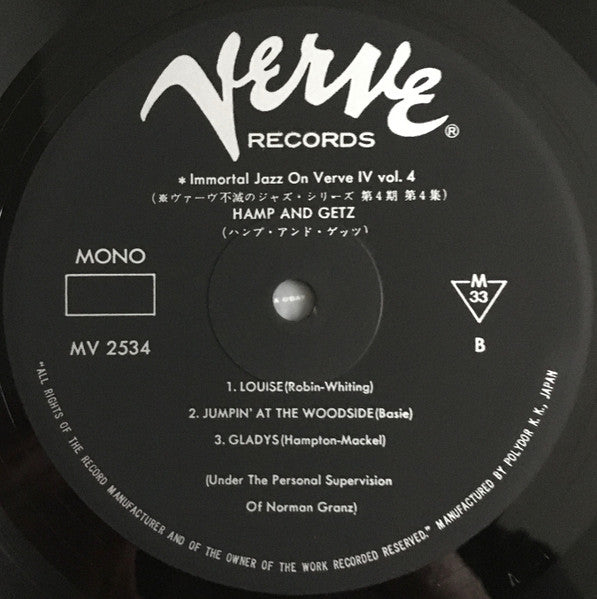 Verve ®
RECORDS
* Immortal Jazz On Verve IV vol. 4
(※ヴァーヴ不滅のジャズ・シリーズ 第4期 第4集)
HAMP AND GETZ
(ハンプ・アンド・ゲッツ)
MONO
M
33
MV 2534
B
1. LOUISE (Robin-Whiting)
2. JUMPIN' AT THE WOODSIDE (Basie)
3. GLADYS (Hampton-Mackel)
(Under The Personal Supervision
Of Norman Granz)
"ALL RIGHTS OF THE RECORD MANUFACTURER AND OF THE OWNER OF THE WORK RECORDED RESERVED." MANUFACTURED BY POLYDOR K. K., JAPAN